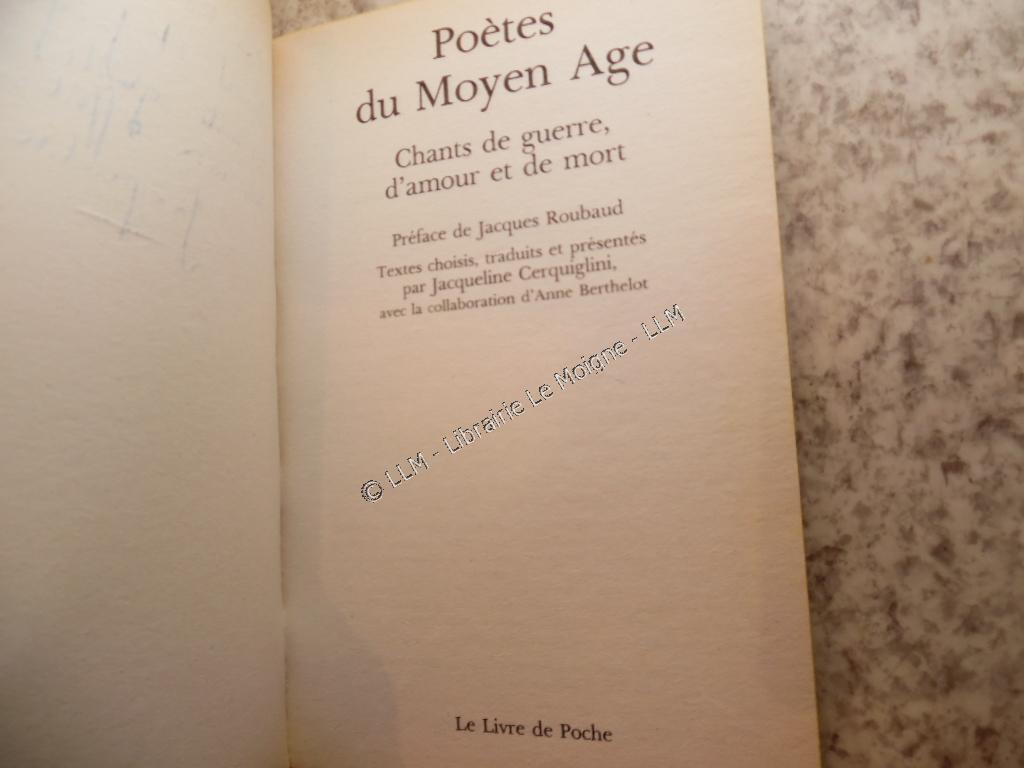 Poètes
du Moyen Age
Chants de guerre,
d'amour et de mort
Préface de Jacques Roubaud
Textes choisis, traduits et présentés
par Jacqueline Cerquiglini,
avec la collaboration d'Anne Berthelot
© LLM - Librairie Le Moigne - LLM
Le Livre de Poche